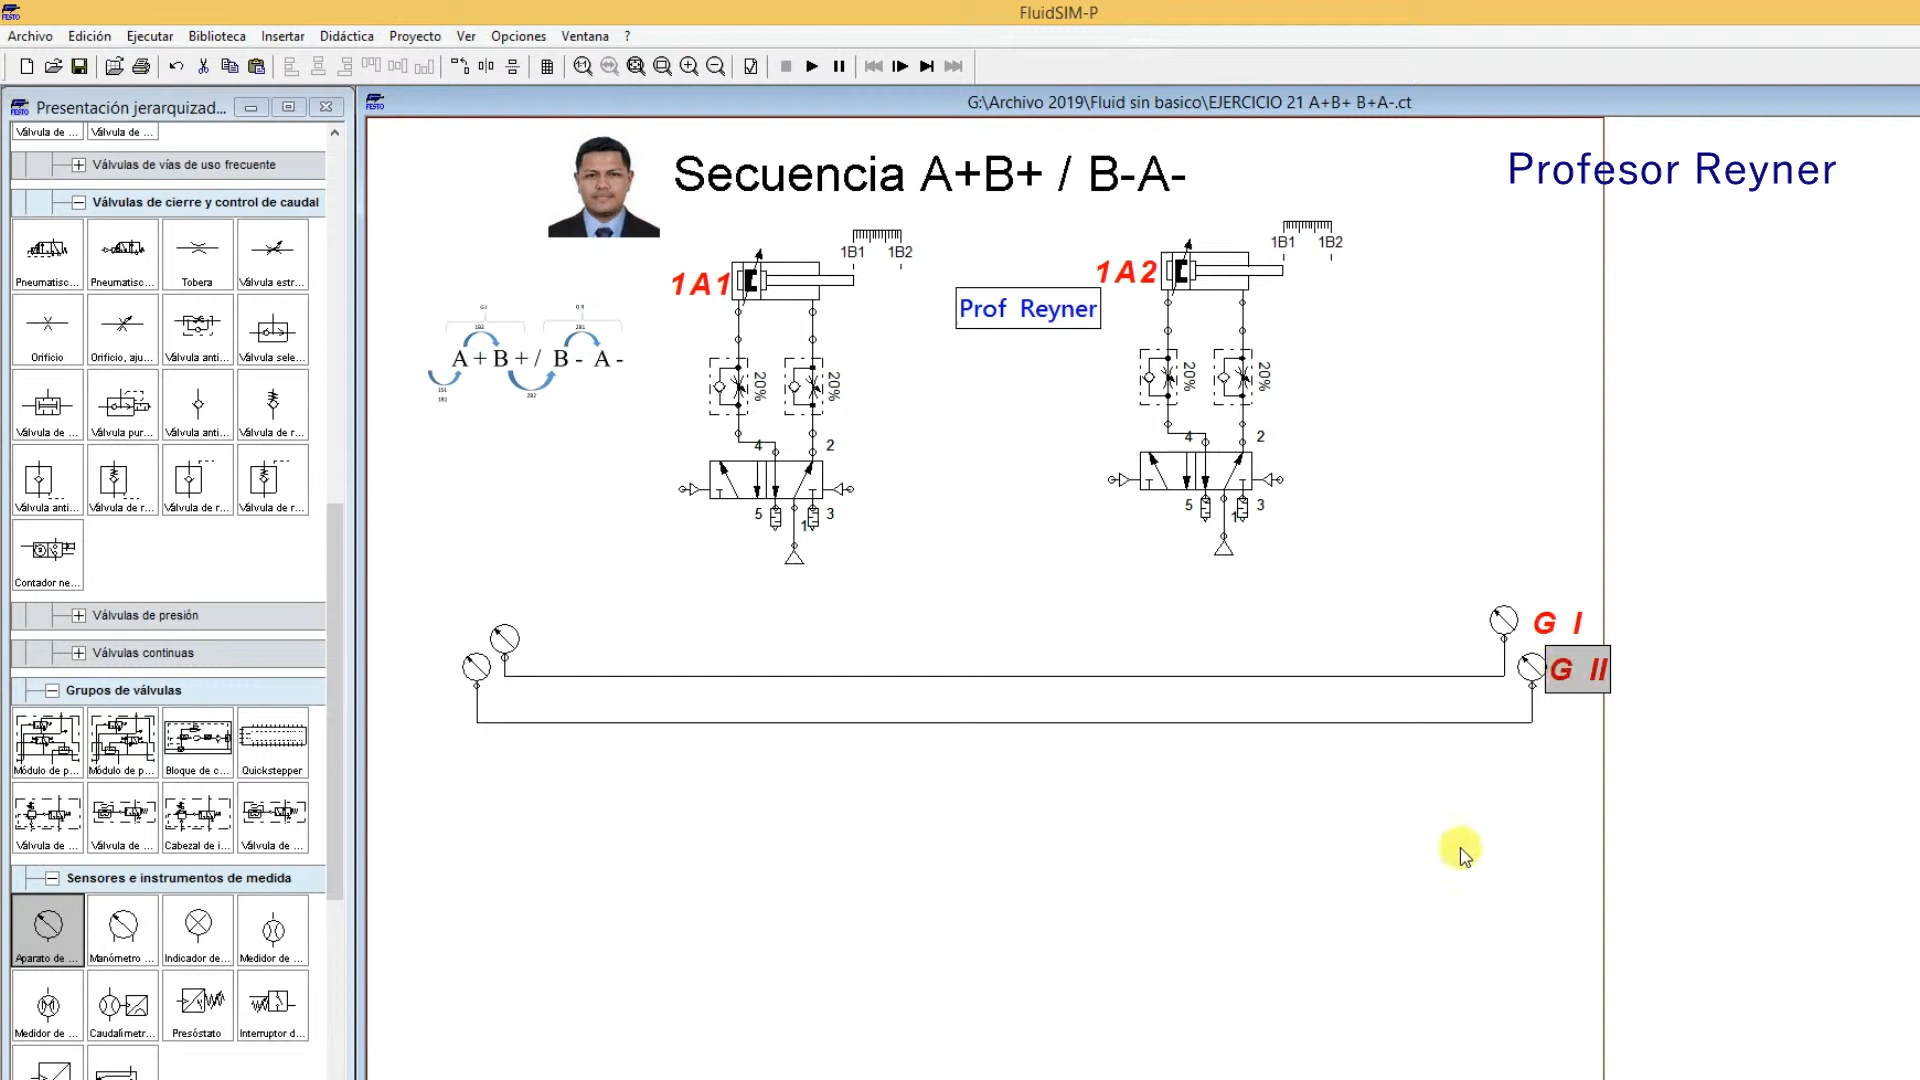 FluidSIM-P
Archivo Edición Ejecutar Biblioteca Insertar Didáctica Proyecto Ver Opciones Ventana ?
Presentación jerarquizad...
G:\Archivo 2019\Fluid sin basico\EJERCICIO 21 A+B+ B+A-.ct
Válvula de ... Válvula de ...
Válvulas de vías de uso frecuente
Válvulas de cierre y control de caudal
Pneumatisc... Pneumatisc... Tobera Válvula estr...
Orificio Orificio, aju... Válvula anti... Válvula sele...
Válvula de ... Válvula pur... Válvula anti... Válvula de r...
Válvula anti... Válvula de r... Válvula de r... Válvula de r...
Contador ne...
Válvulas de presión
Válvulas continuas
Grupos de válvulas
Módulo de p... Módulo de p... Bloque de c... Quickstepper
Válvula de ... Válvula de ... Cabezal de i... Válvula de ...
Sensores e instrumentos de medida
Aparato de ... Manómetro ... Indicador de... Medidor de ...
Medidor de ... Caudalímetr... Presóstato Interruptor d...
Secuencia A+B+ / B-A-
Profesor Reyner
1B1 1B2
1B1 1B2
1A1
1A2
Prof Reyner
G I G II
1B2 2B1
A + B + / B - A -
1S1
1B1
2B2
20% 20%
20% 20%
4 2
5 1 3
4 2
5 1 3
G I
G II